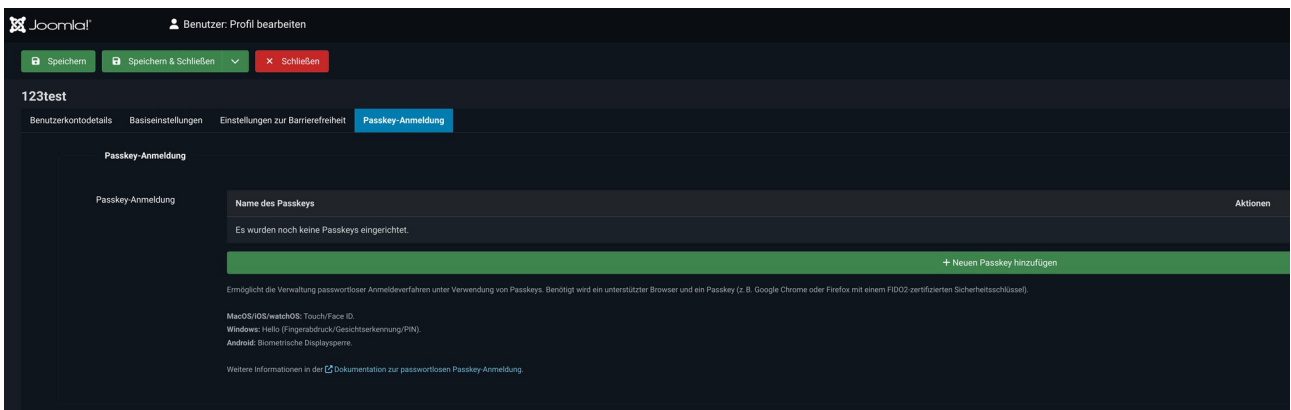 Joomla!® Benutzer: Profil bearbeiten
Speichern Speichern & Schließen Schließen
123test
Benutzerkontodetails Basiseinstellungen Einstellungen zur Barrierefreiheit Passkey-Anmeldung
Passkey-Anmeldung
Passkey-Anmeldung Name des Passkeys Aktionen
Es wurden noch keine Passkeys eingerichtet.
+ Neuen Passkey hinzufügen
Ermöglicht die Verwaltung passwortloser Anmeldeverfahren unter Verwendung von Passkeys. Benötigt wird ein unterstützter Browser und ein Passkey (z. B. Google Chrome oder Firefox mit einem FIDO2-zertifizierten Sicherheitsschlüssel).
MacOS/iOS/watchOS: Touch/Face ID.
Windows: Hello (Fingerabdruck/Gesichtserkennung/PIN).
Android: Biometrische Displaysperre.
Weitere Informationen in der Dokumentation zur passwortlosen Passkey-Anmeldung.